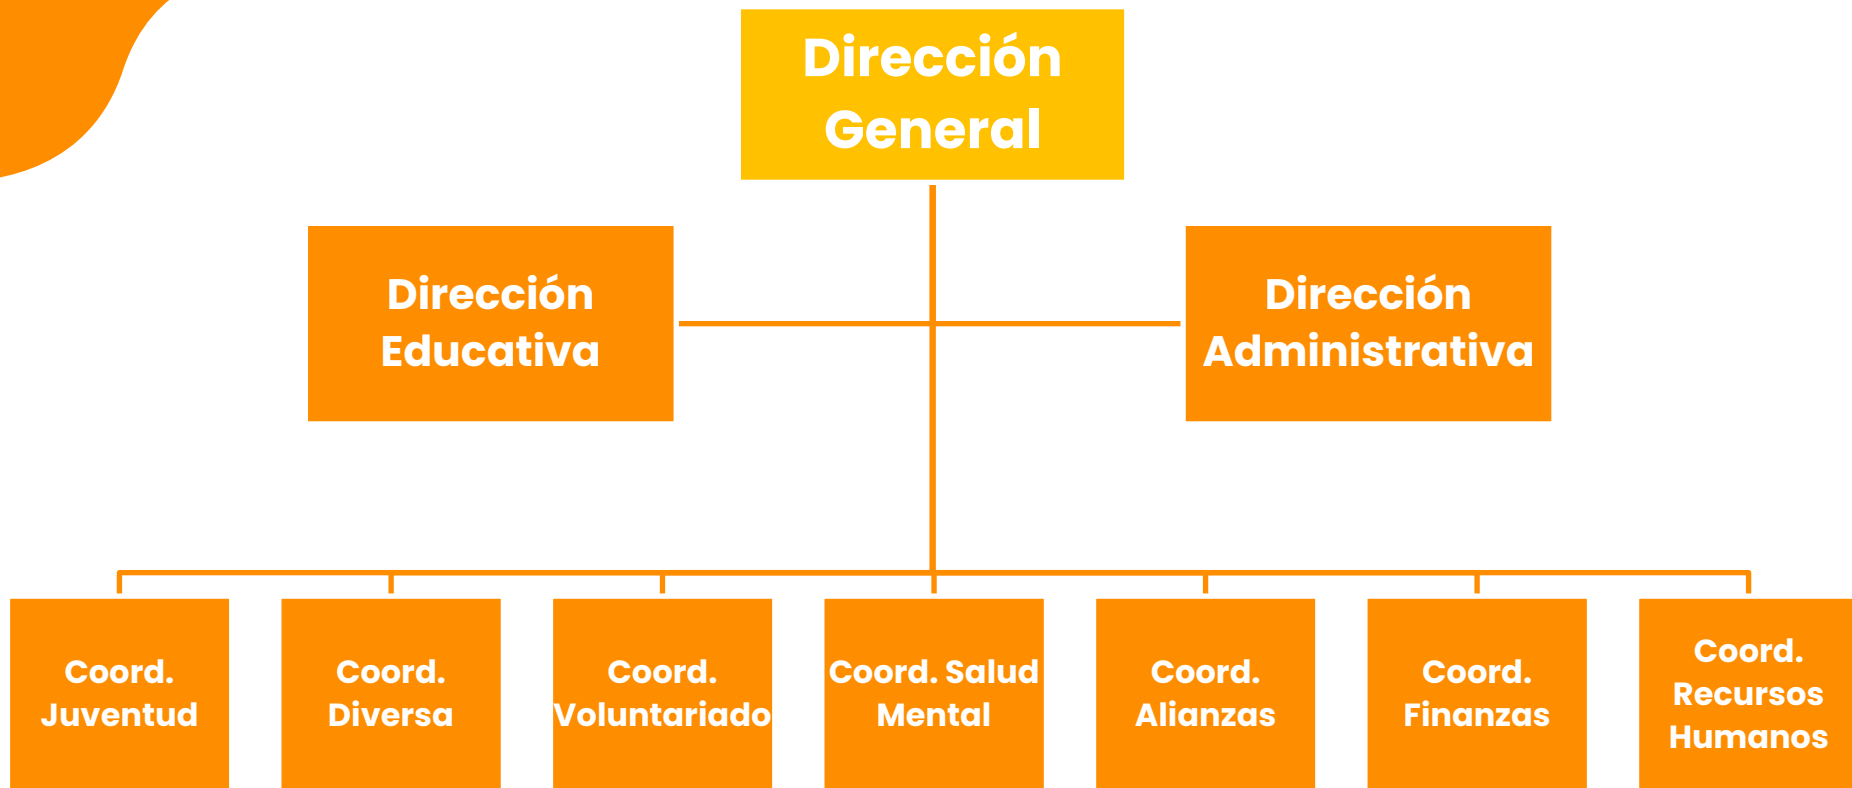 Dirección
General
Dirección
Educativa
Dirección
Administrativa
Coord.
Juventud
Coord.
Diversa
Coord.
Voluntariado
Coord. Salud
Mental
Coord.
Alianzas
Coord.
Finanzas
Coord.
Recursos
Humanos